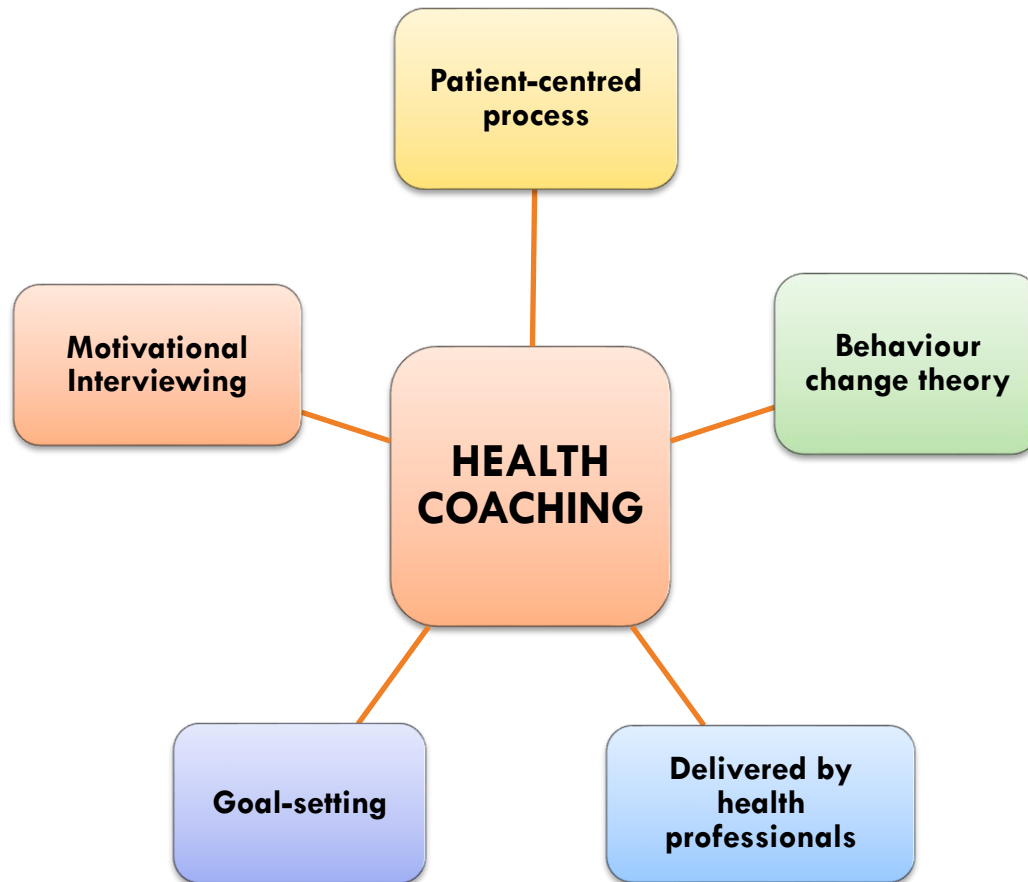 Patient-centred
process
Motivational
Interviewing
Behaviour
change theory
HEALTH
COACHING
Goal-setting
Delivered by
health
professionals